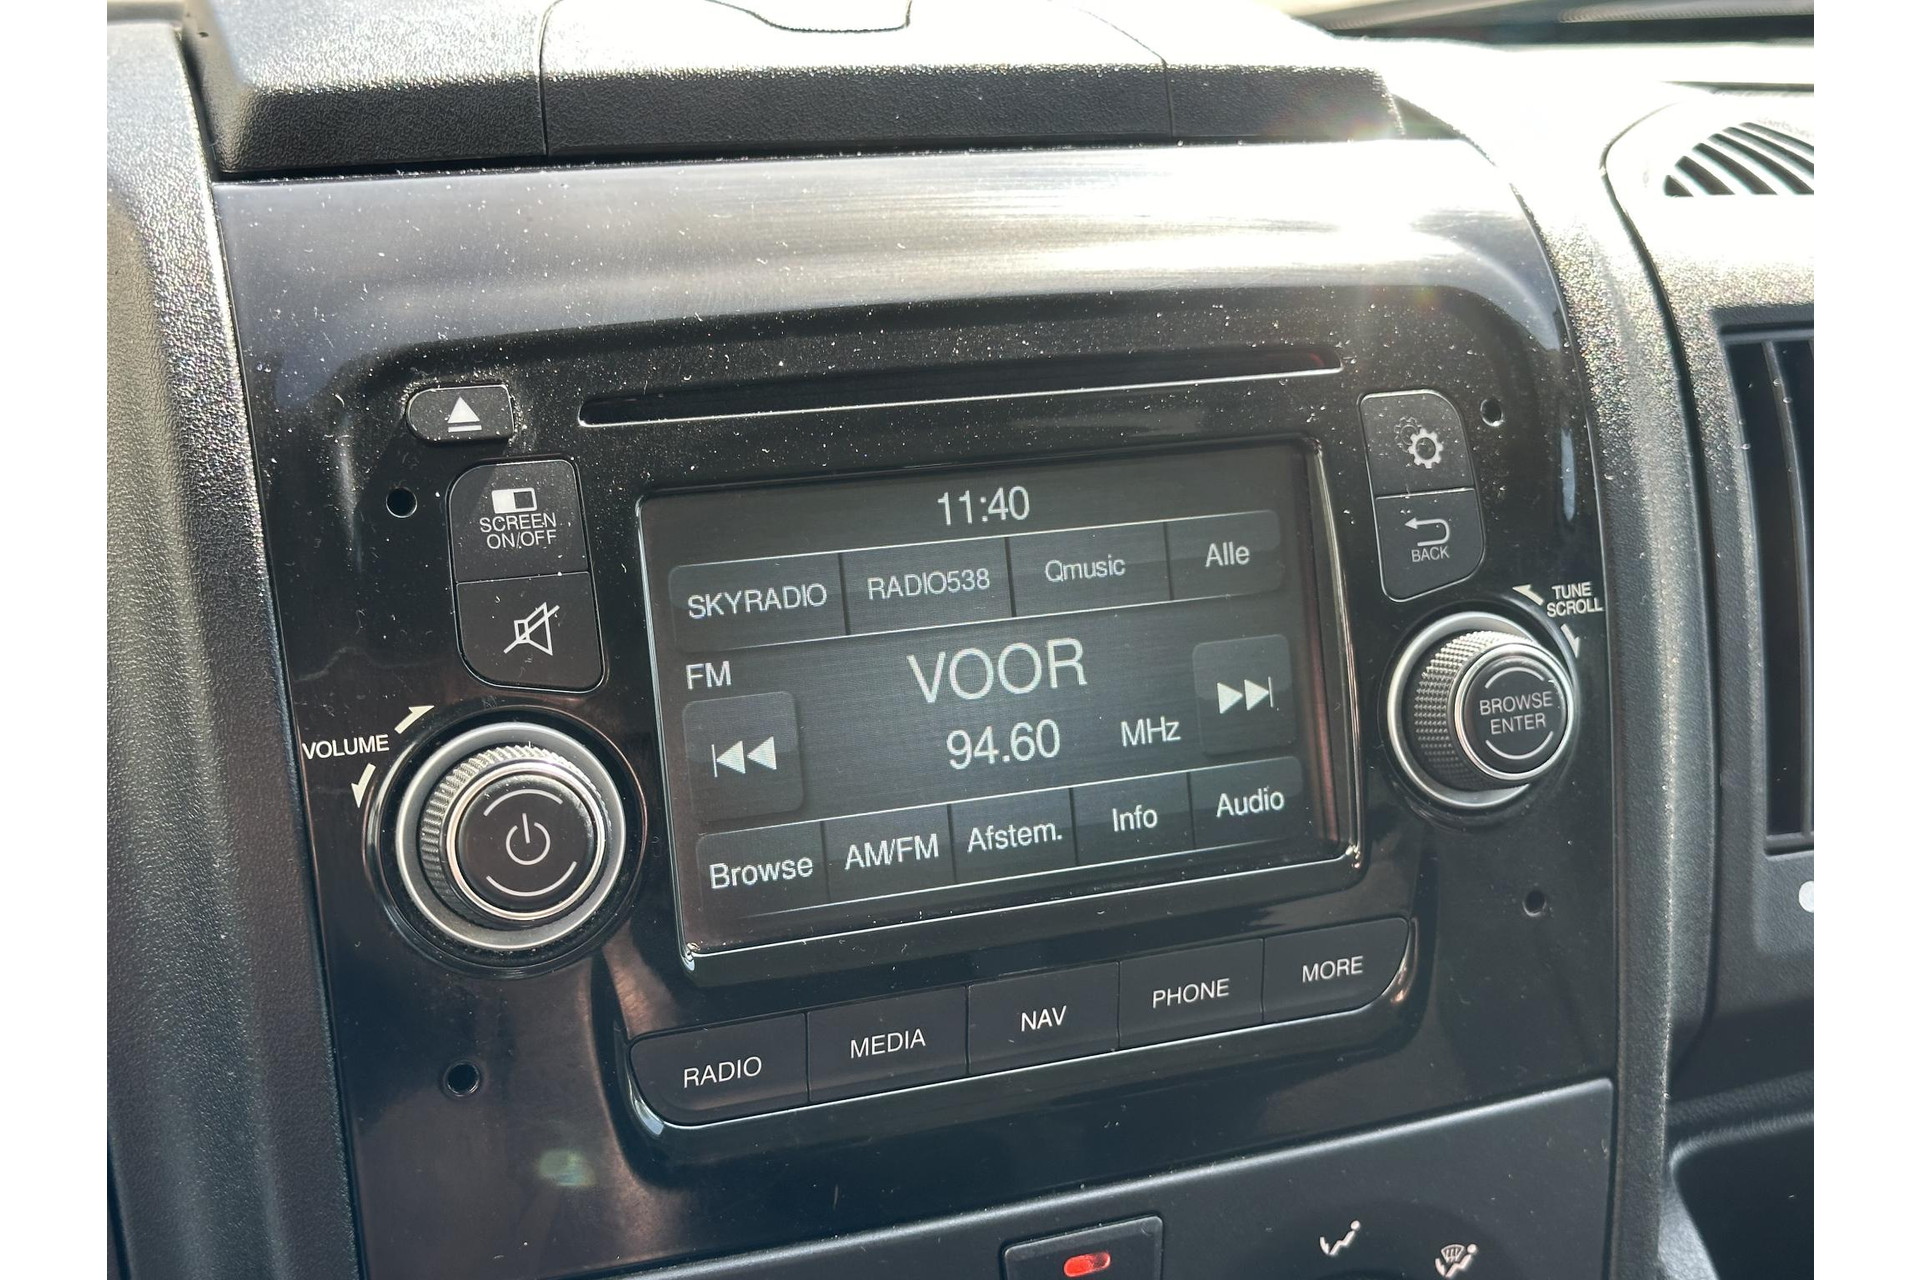 SCREEN
ON/OFF
11:40
SKYRADIO RADIO538 Qmusic Alle
BACK
TUNE
SCROLL
FM
VOOR
94.60 MHz
BROWSE
ENTER
VOLUME
Browse AM/FM Afstem. Info Audio
RADIO MEDIA NAV PHONE MORE